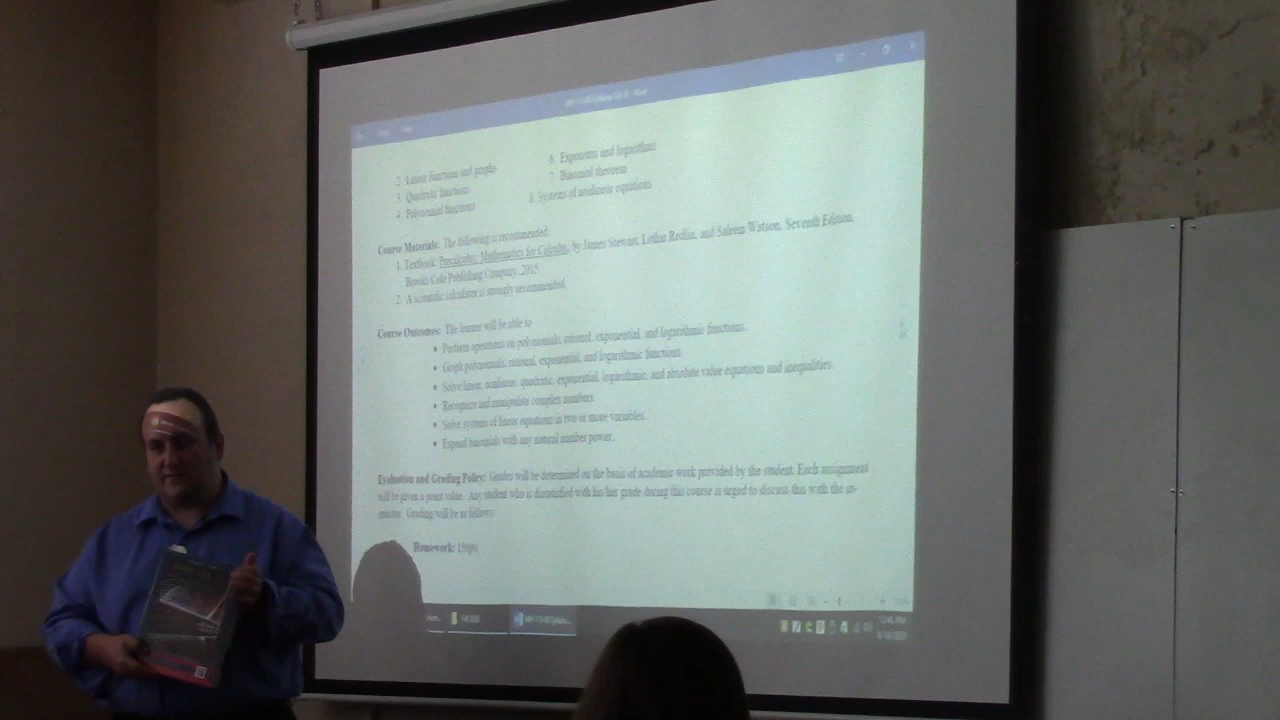 2. Linear functions and graphs
3. Quadratic functions
4. Polynomial functions
6. Exponents and logarithms
7. Binomial theorem
8. Systems of nonlinear equations
Course Materials: The following is recommended:
1. Textbook: Precalculus, Mathematics for Calculus, by James Stewart, Lothar Redlin, and Saleem Watson, Seventh Edition,
Brooks Cole Publishing Company, 2015
2. A scientific calculator is strongly recommended.
Course Outcomes: The learner will be able to
• Perform operations on polynomials, rational, exponential, and logarithmic functions.
• Graph polynomials, rational, exponential, and logarithmic functions.
• Solve linear, nonlinear, quadratic, exponential, logarithmic, and absolute value equations and inequalities.
• Recognize and manipulate complex numbers.
• Solve systems of linear equations in two or more variables.
• Expand binomials with any natural number power.
Evaluation and Grading Policy: Grades will be determined on the basis of academic work provided by the student. Each assignment
will be given a point value. Any student who is dissatisfied with his/her grade during this course is urged to discuss this with the in-
structor. Grading will be as follows:
Homework: 150pts